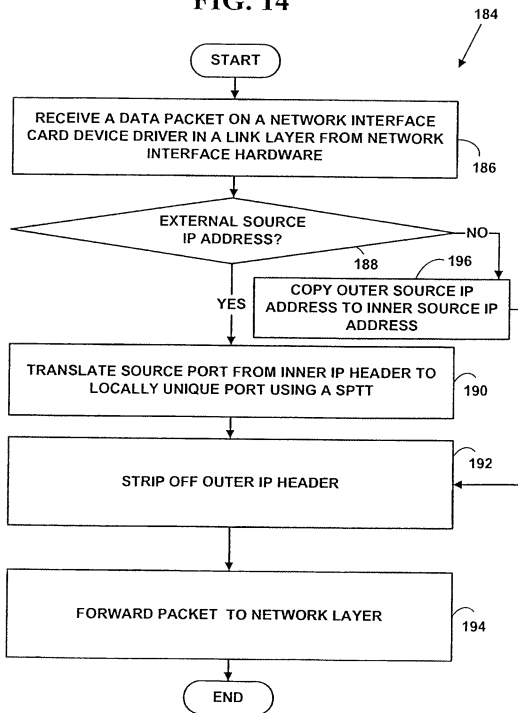 FIG. 14
184
START
RECEIVE A DATA PACKET ON A NETWORK INTERFACE
CARD DEVICE DRIVER IN A LINK LAYER FROM NETWORK
INTERFACE HARDWARE
186
EXTERNAL SOURCE
IP ADDRESS?
NO
188
196
YES
COPY OUTER SOURCE IP
ADDRESS TO INNER SOURCE IP
ADDRESS
TRANSLATE SOURCE PORT FROM INNER IP HEADER TO
LOCALLY UNIQUE PORT USING A SPTT
190
192
STRIP OFF OUTER IP HEADER
FORWARD PACKET TO NETWORK LAYER
194
END